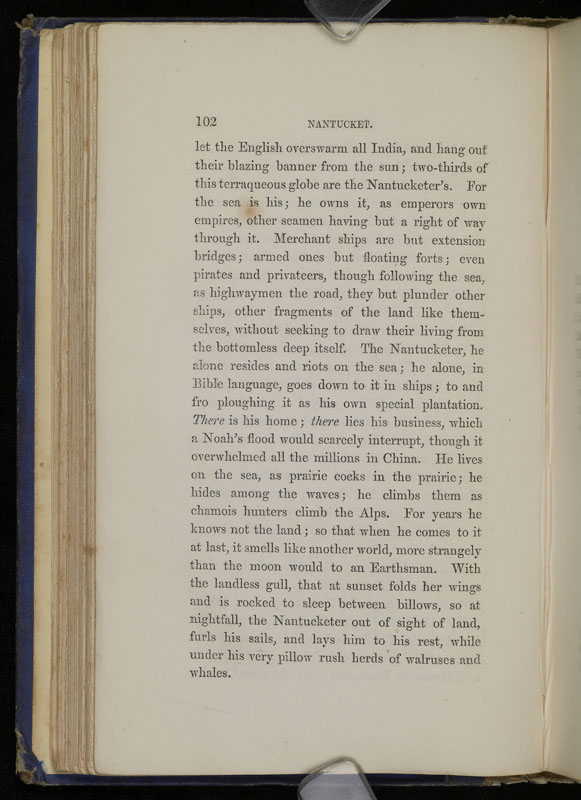 102
NANTUCKET.
let the English overswarm all India, and hang out
their blazing banner from the sun; two-thirds of
this terraqueous globe are the Nantucketer's. For
the sea is his; he owns it, as emperors own
empires, other seamen having but a right of way
through it. Merchant ships are but extension
bridges; armed ones but floating forts; even
pirates and privateers, though following the sea,
as highwaymen the road, they but plunder other
ships, other fragments of the land like them-
selves, without seeking to draw their living from
the bottomless deep itself. The Nantucketer, he
alone resides and riots on the sea; he alone, in
Bible language, goes down to it in ships; to and
fro ploughing it as his own special plantation.
There is his home; there lies his business, which
a Noah's flood would scarcely interrupt, though it
overwhelmed all the millions in China. He lives
on the sea, as prairie cocks in the prairie; he
hides among the waves; he climbs them as
chamois hunters climb the Alps. For years he
knows not the land; so that when he comes to it
at last, it smells like another world, more strangely
than the moon would to an Earthsman. With
the landless gull, that at sunset folds her wings
and is rocked to sleep between billows, so at
nightfall, the Nantucketer out of sight of land,
furls his sails, and lays him to his rest, while
under his very pillow rush herds of walruses and
whales.